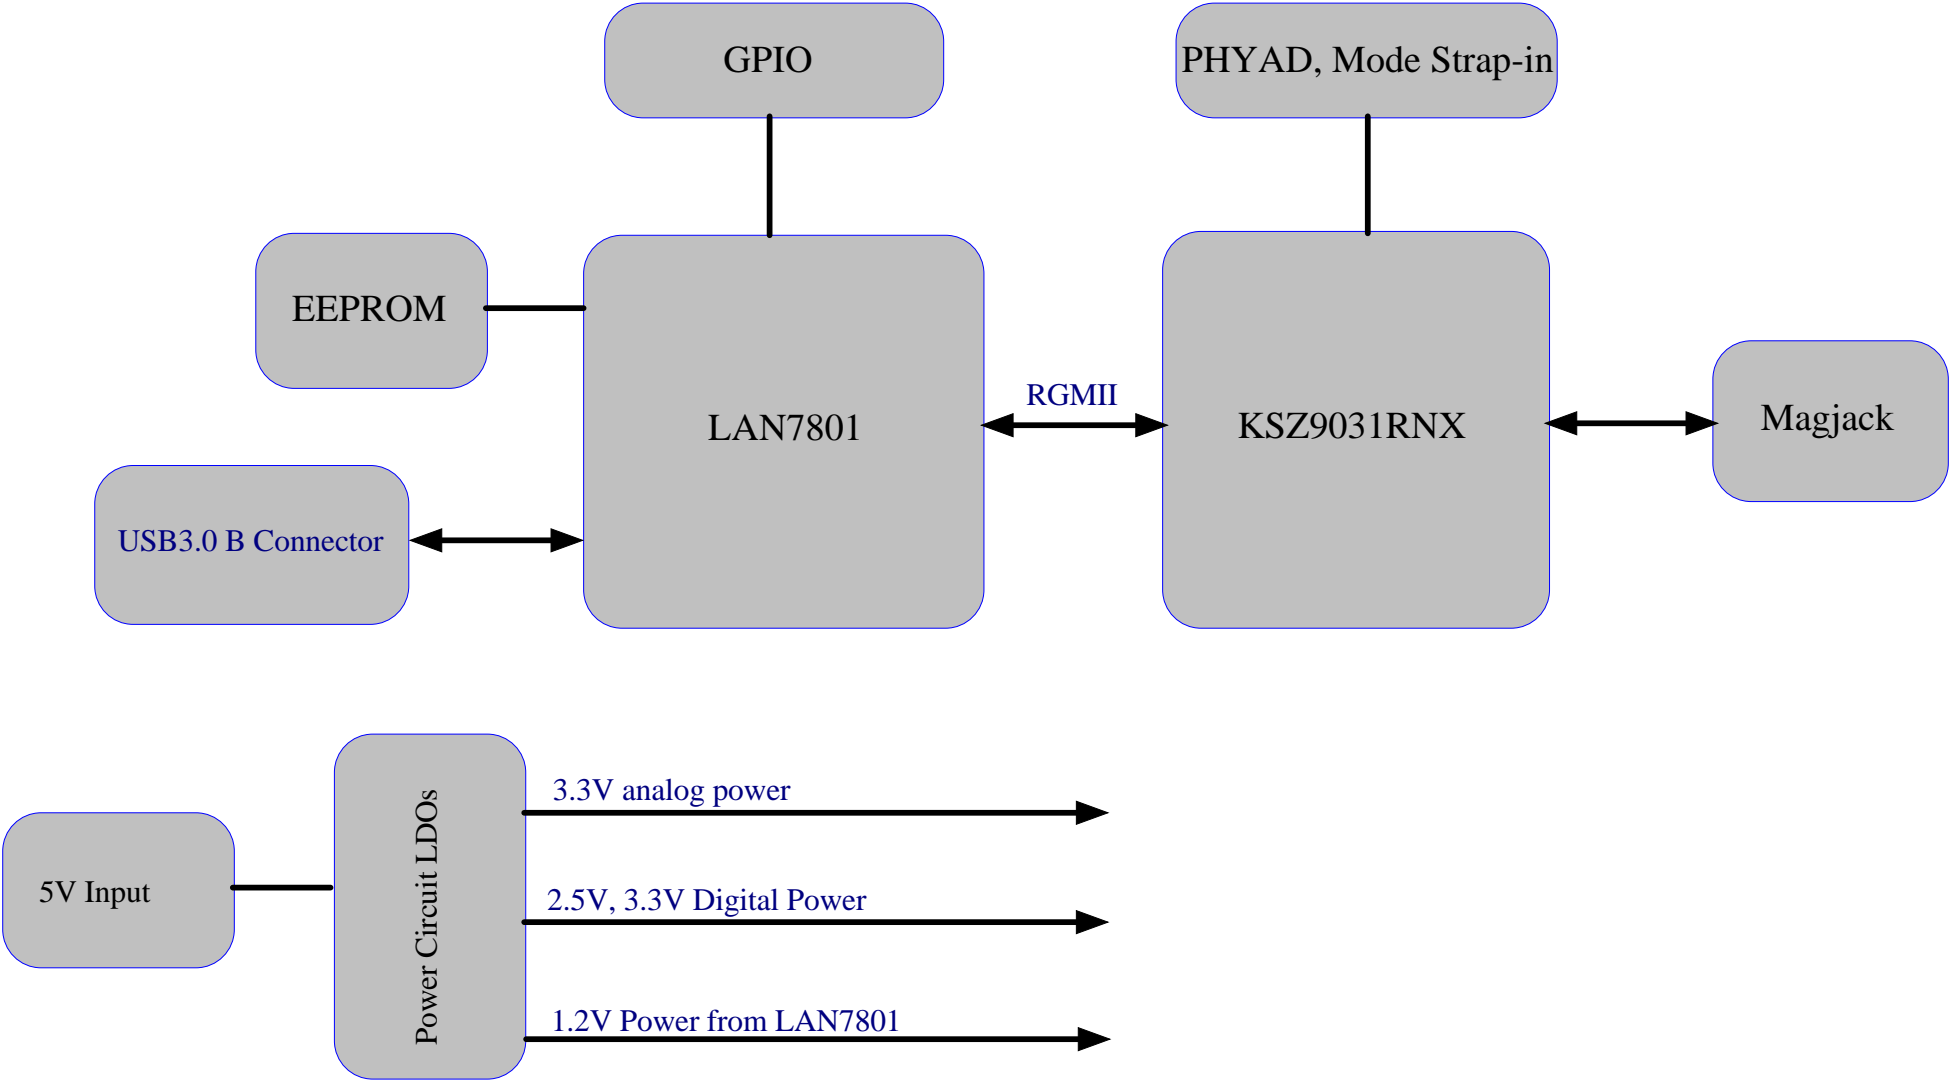 GPIO
PHYAD, Mode Strap-in
EEPROM
LAN7801
RGMII
KSZ9031RNX
Magjack
USB3.0 B Connector
5V Input
Power Circuit LDOs
3.3V analog power
2.5V, 3.3V Digital Power
1.2V Power from LAN7801